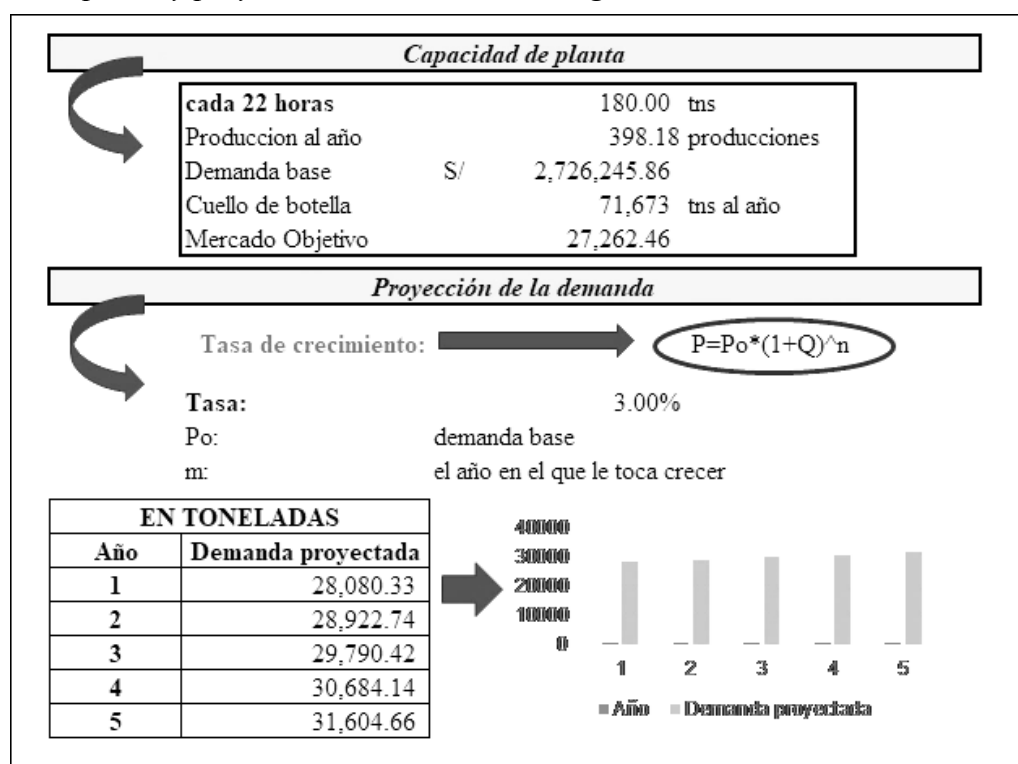 Capacidad de planta
cada 22 horas 180.00 tns
Produccion al año 398.18 producciones
Demanda base S/ 2,726,245.86
Cuello de botella 71,673 tns al año
Mercado Objetivo 27,262.46
Proyección de la demanda
Tasa de crecimiento: P=Po*(1+Q)^n
Tasa: 3.00%
Po: demanda base
m: el año en el que le toca crecer
EN TONELADAS
Año Demanda proyectada
1 28,080.33
2 28,922.74
3 29,790.42
4 30,684.14
5 31,604.66
40000
30000
20000
10000
0
1 2 3 4 5
Año Demanda proyectada